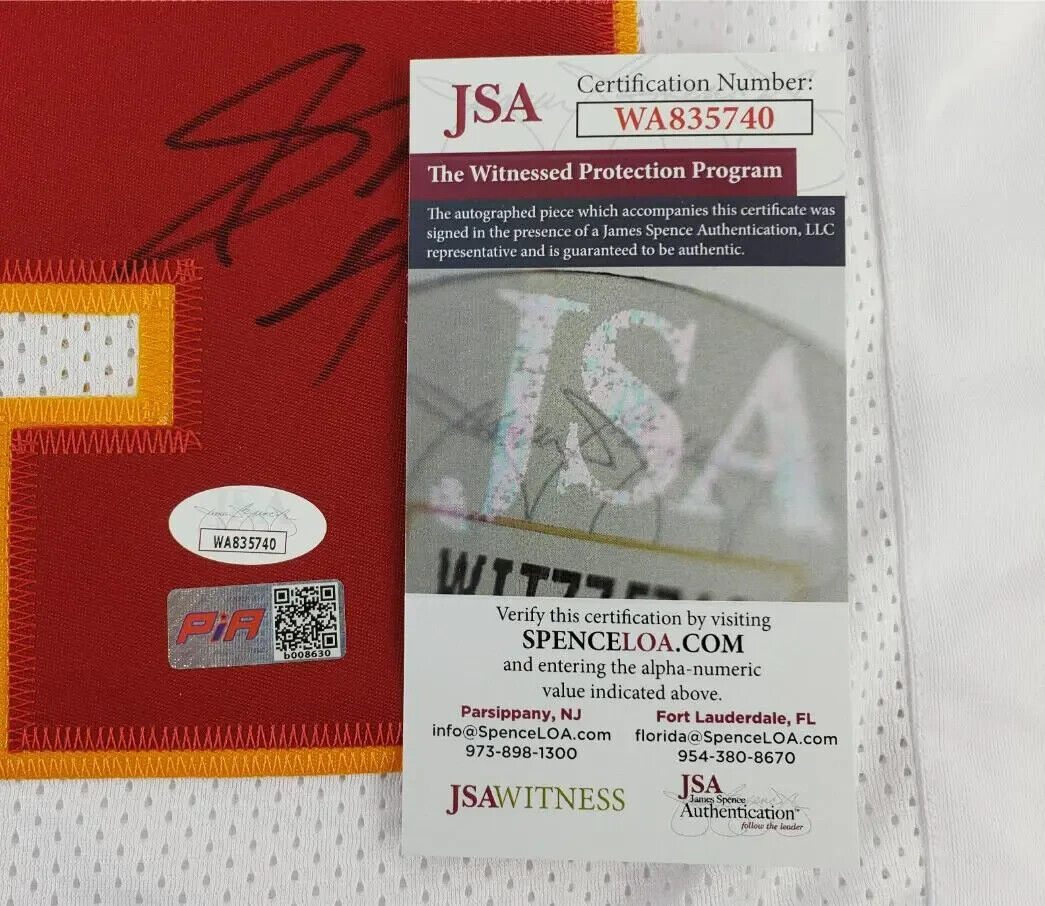 JSA
Certification Number:
WA835740
The Witnessed Protection Program
The autographed piece which accompanies this certificate was
signed in the presence of a James Spence Authentication, LLC
representative and is guaranteed to be authentic.
JSA
JSA
WA835740
PiA
b008630
Verify this certification by visiting
SPENCELOA.COM
and entering the alpha-numeric
value indicated above.
Parsippany, NJ
info@SpenceLOA.com
973-898-1300
Fort Lauderdale, FL
florida@SpenceLOA.com
954-380-8670
JSAWITNESS
JSA
James Spence
Authentication™
follow the leader